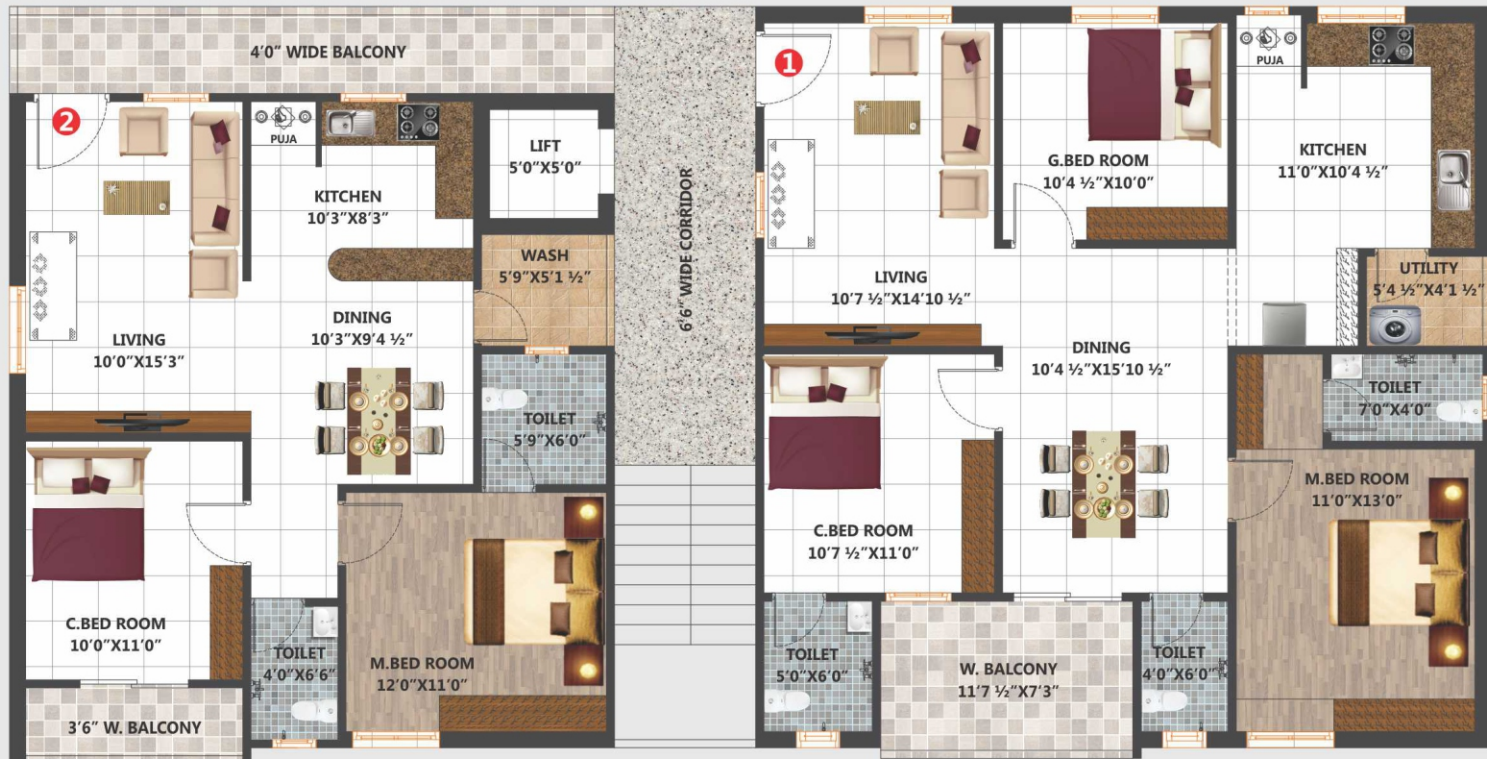 4'0" WIDE BALCONY
2
PUJA
LIFT
5'0"X5'0"
KITCHEN
10'3"X8'3"
WASH
5'9"X5'1 ½"
LIVING
10'0"X15'3"
DINING
10'3"X9'4 ½"
TOILET
5'9"X6'0"
C.BED ROOM
10'0"X11'0"
TOILET
4'0"X6'6"
M.BED ROOM
12'0"X11'0"
3'6" W. BALCONY
6'6" WIDE CORRIDOR
1
PUJA
G.BED ROOM
10'4 ½"X10'0"
KITCHEN
11'0"X10'4 ½"
LIVING
10'7 ½"X14'10 ½"
UTILITY
5'4 ½"X4'1 ½"
DINING
10'4 ½"X15'10 ½"
TOILET
7'0"X4'0"
C.BED ROOM
10'7 ½"X11'0"
M.BED ROOM
11'0"X13'0"
TOILET
5'0"X6'0"
W. BALCONY
11'7 ½"X7'3"
TOILET
4'0"X6'0"